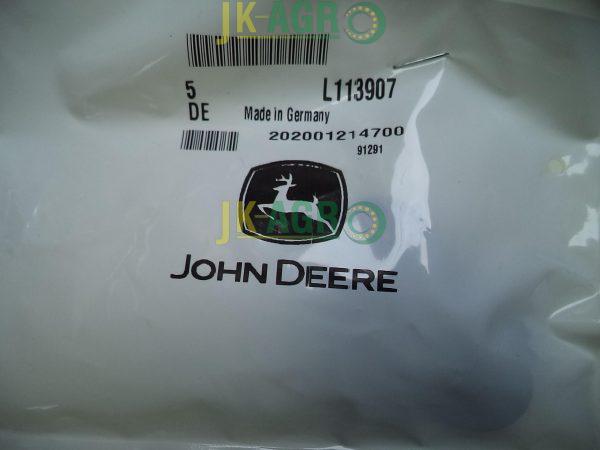 JK-AGRO
5 L113907
DE Made in Germany
202001214700
91291
JK-AGRO
JOHN DEERE